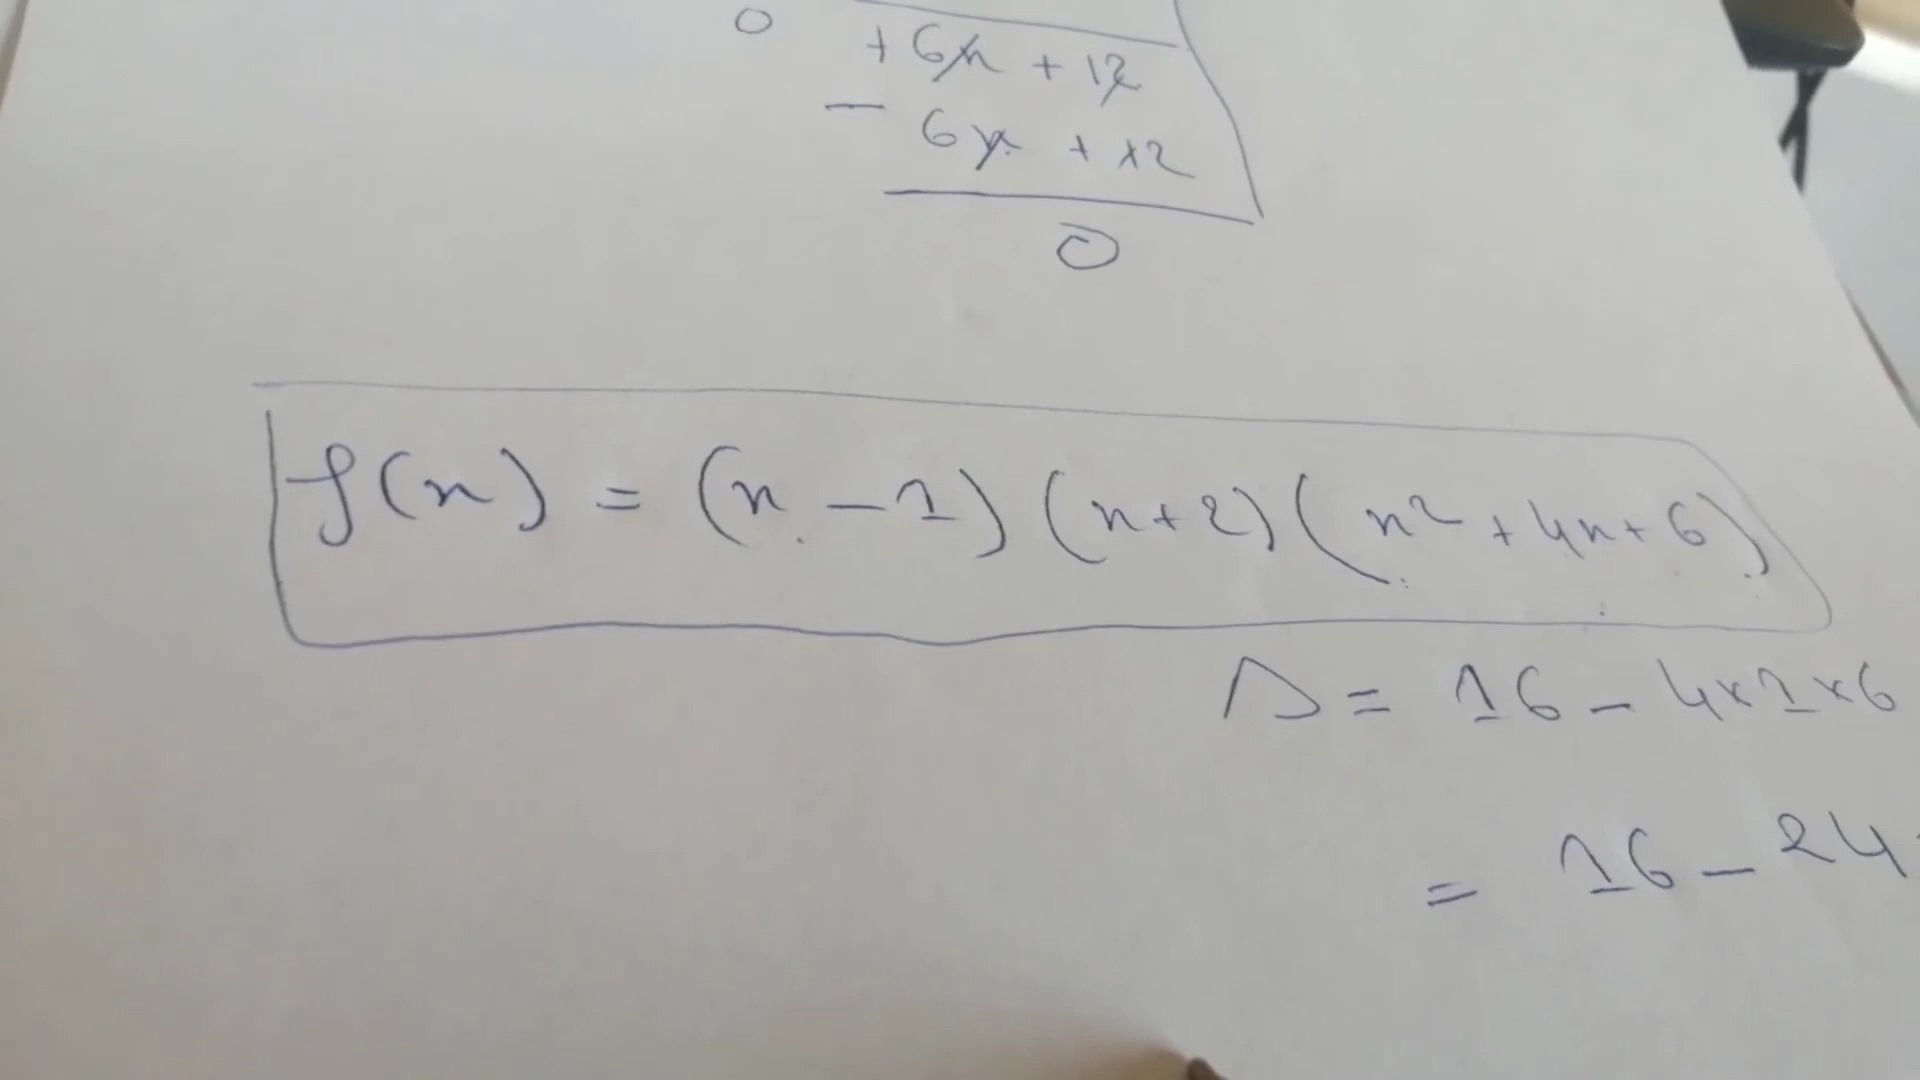 0 + 6x + 12
- 6x + 12
0
f(x) = (x - 1) (x + 2) (x² + 4x + 6)
Δ = 16 - 4 x 1 x 6
= 16 - 24